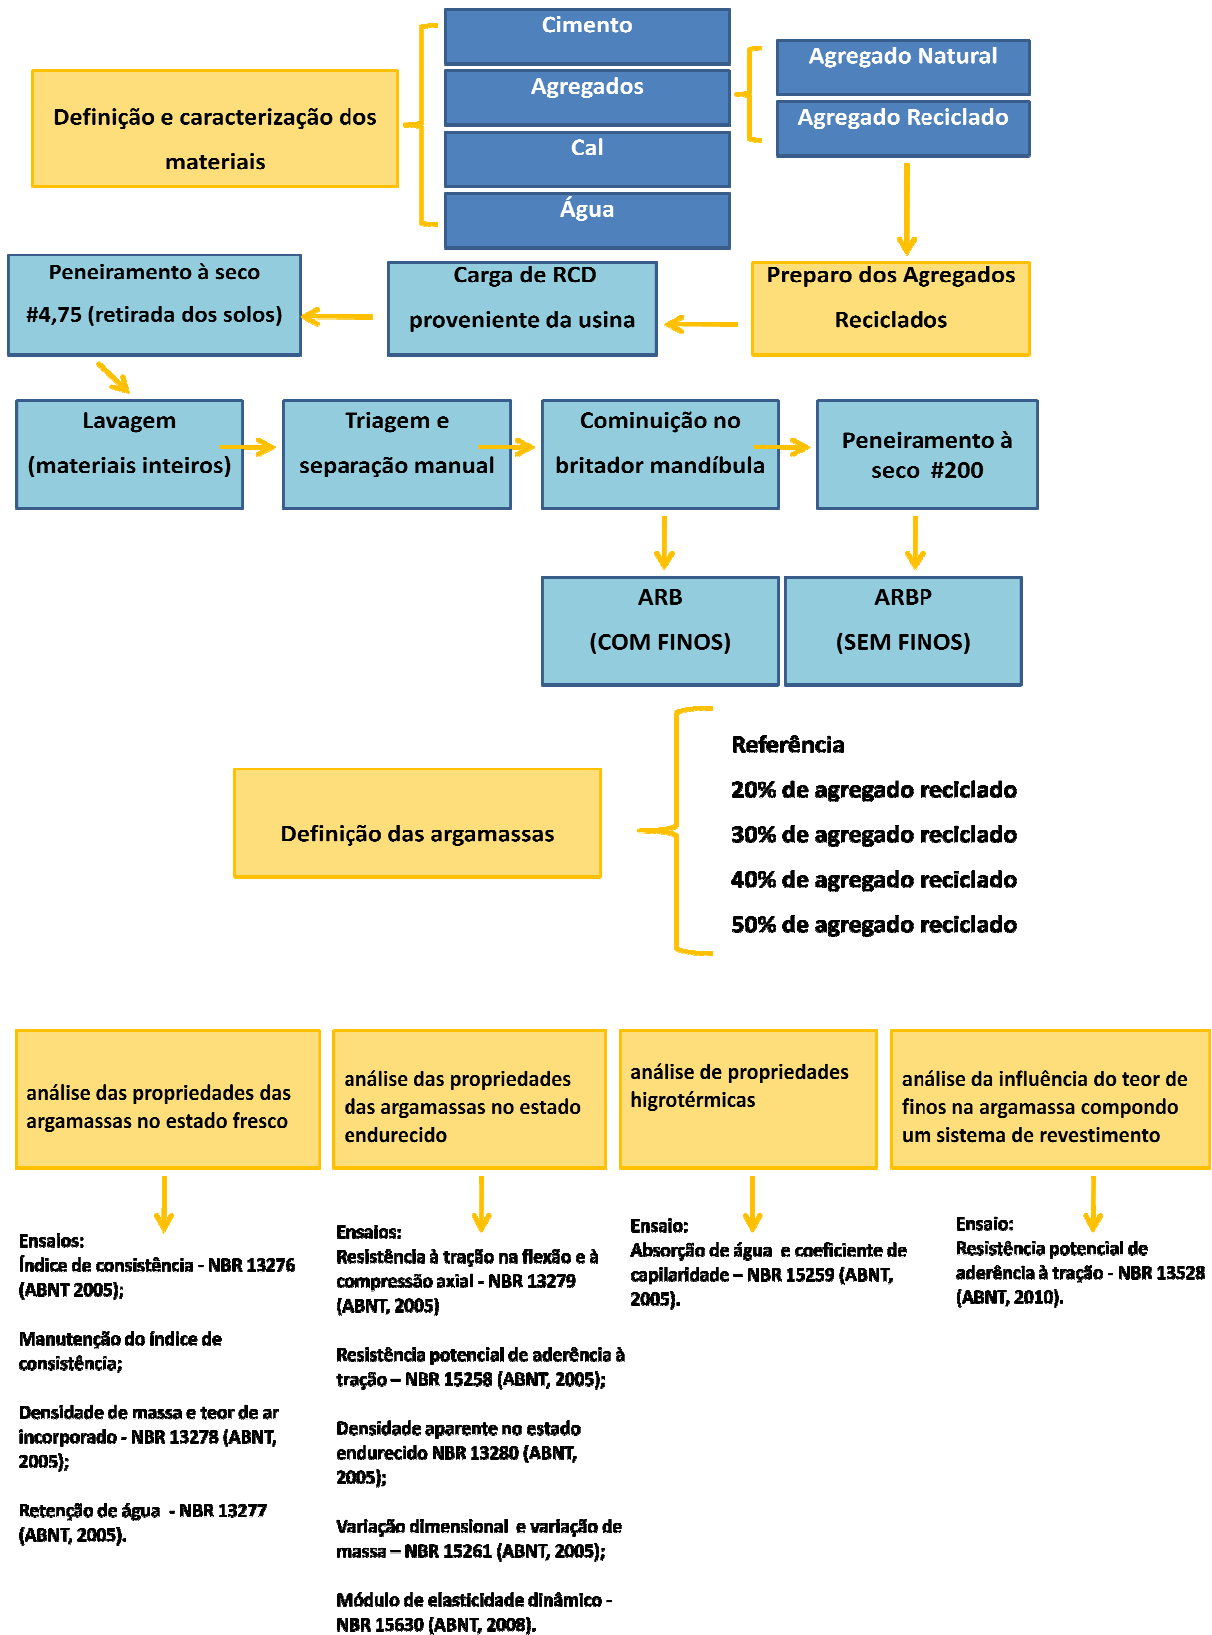 Cimento
Agregados
Cal
Água
Agregado Natural
Agregado Reciclado
Definição e caracterização dos
materiais
Preparo dos Agregados
Reciclados
Carga de RCD
proveniente da usina
Peneiramento à seco
#4,75 (retirada dos solos)
Lavagem
(materiais inteiros)
Triagem e
separação manual
Cominuição no
britador mandíbula
Peneiramento à
seco #200
ARB
(COM FINOS)
ARBP
(SEM FINOS)
Definição das argamassas
Referência
20% de agregado reciclado
30% de agregado reciclado
40% de agregado reciclado
50% de agregado reciclado
análise das propriedades das
argamassas no estado fresco
Ensaios:
Índice de consistência - NBR 13276
(ABNT 2005);
Manutenção do índice de
consistência;
Densidade de massa e teor de ar
incorporado - NBR 13278 (ABNT,
2005);
Retenção de água - NBR 13277
(ABNT, 2005).
análise das propriedades
das argamassas no estado
endurecido
Ensaios:
Resistência à tração na flexão e à
compressão axial - NBR 13279
(ABNT, 2005)
Resistência potencial de aderência à
tração – NBR 15258 (ABNT, 2005);
Densidade aparente no estado
endurecido NBR 13280 (ABNT,
2005);
Variação dimensional e variação de
massa – NBR 15261 (ABNT, 2005);
Módulo de elasticidade dinâmico -
NBR 15630 (ABNT, 2008).
análise de propriedades
higrotérmicas
Ensaio:
Absorção de água e coeficiente de
capilaridade – NBR 15259 (ABNT,
2005).
análise da influência do teor de
finos na argamassa compondo
um sistema de revestimento
Ensaio:
Resistência potencial de
aderência à tração - NBR 13528
(ABNT, 2010).